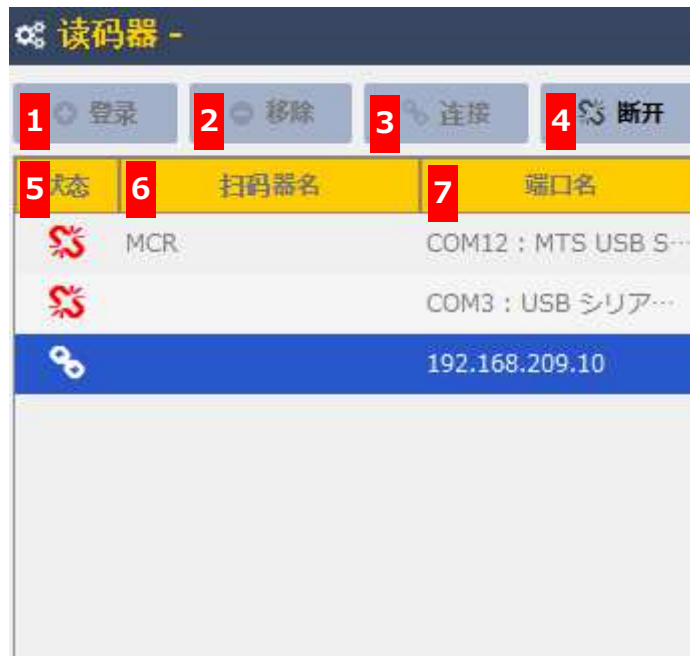 读码器 -
1 登录 2 移除 3 连接 4 断开
5 状态 6 扫码器名 7 端口名
MCR COM12 : MTS USB S…
COM3 : USB シリア…
192.168.209.10